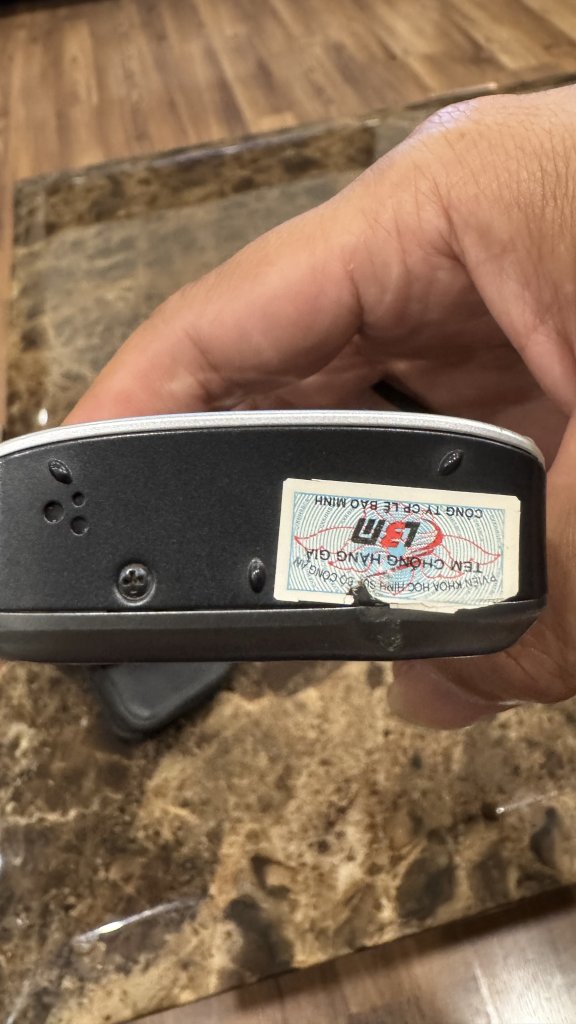 VIỆN KHOA HỌC HÌNH SỰ BỘ CÔNG AN
TEM CHỐNG HÀNG GIẢ
LBM
CÔNG TY CP LÊ BẢO MINH